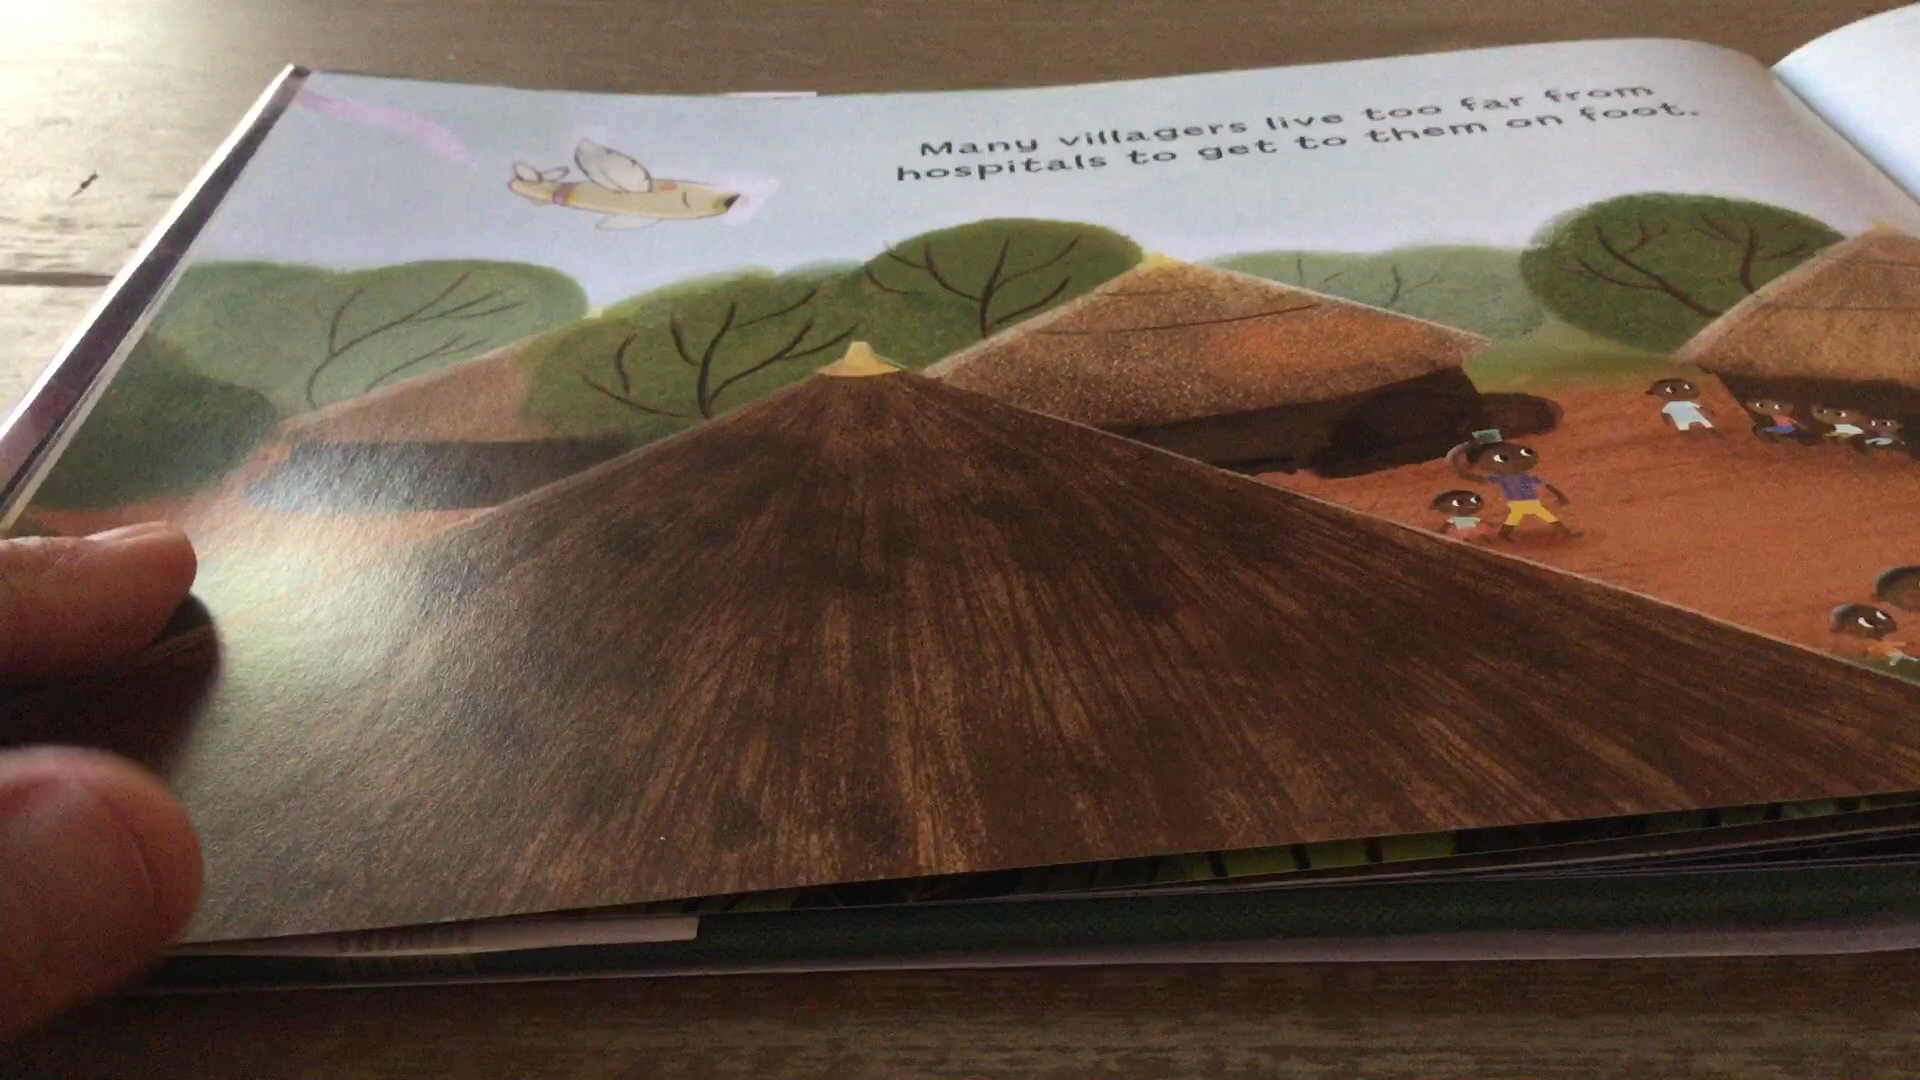 Many villagers live too far from
hospitals to get to them on foot.